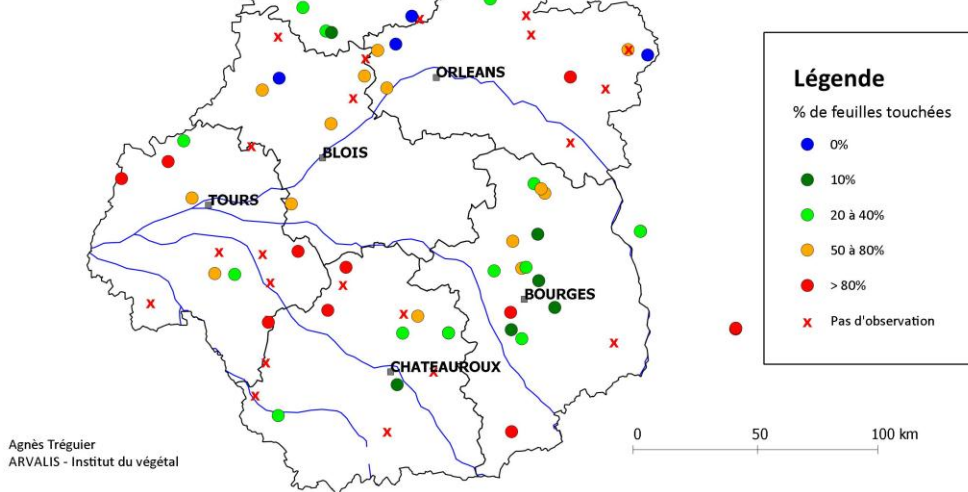 ORLEANS
BLOIS
TOURS
BOURGES
CHATEAUROUX
Légende
% de feuilles touchées
0%
10%
20 à 40%
50 à 80%
> 80%
x Pas d'observation
0 50 100 km
Agnès Tréguier
ARVALIS - Institut du végétal